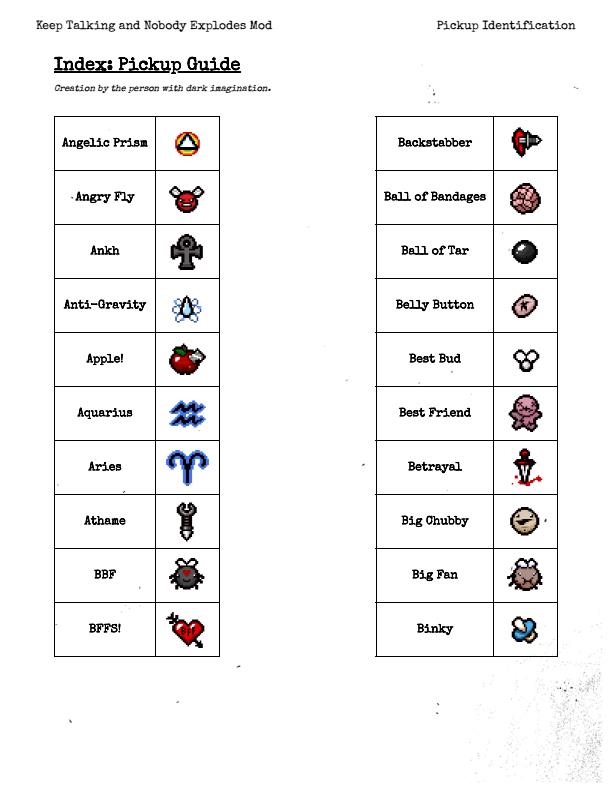 Keep Talking and Nobody Explodes Mod
Pickup Identification
Index: Pickup Guide
Creation by the person with dark imagination.
Angelic Prism
Angry Fly
Ankh
Anti-Gravity
Apple!
Aquarius
Aries
Athame
BBF
BFFS!
Backstabber
Ball of Bandages
Ball of Tar
Belly Button
Best Bud
Best Friend
Betrayal
Big Chubby
Big Fan
Binky